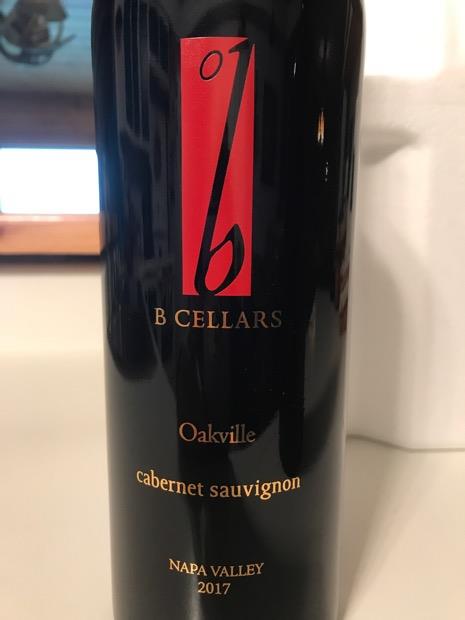 b
B CELLARS
Oakville
cabernet sauvignon
NAPA VALLEY
2017